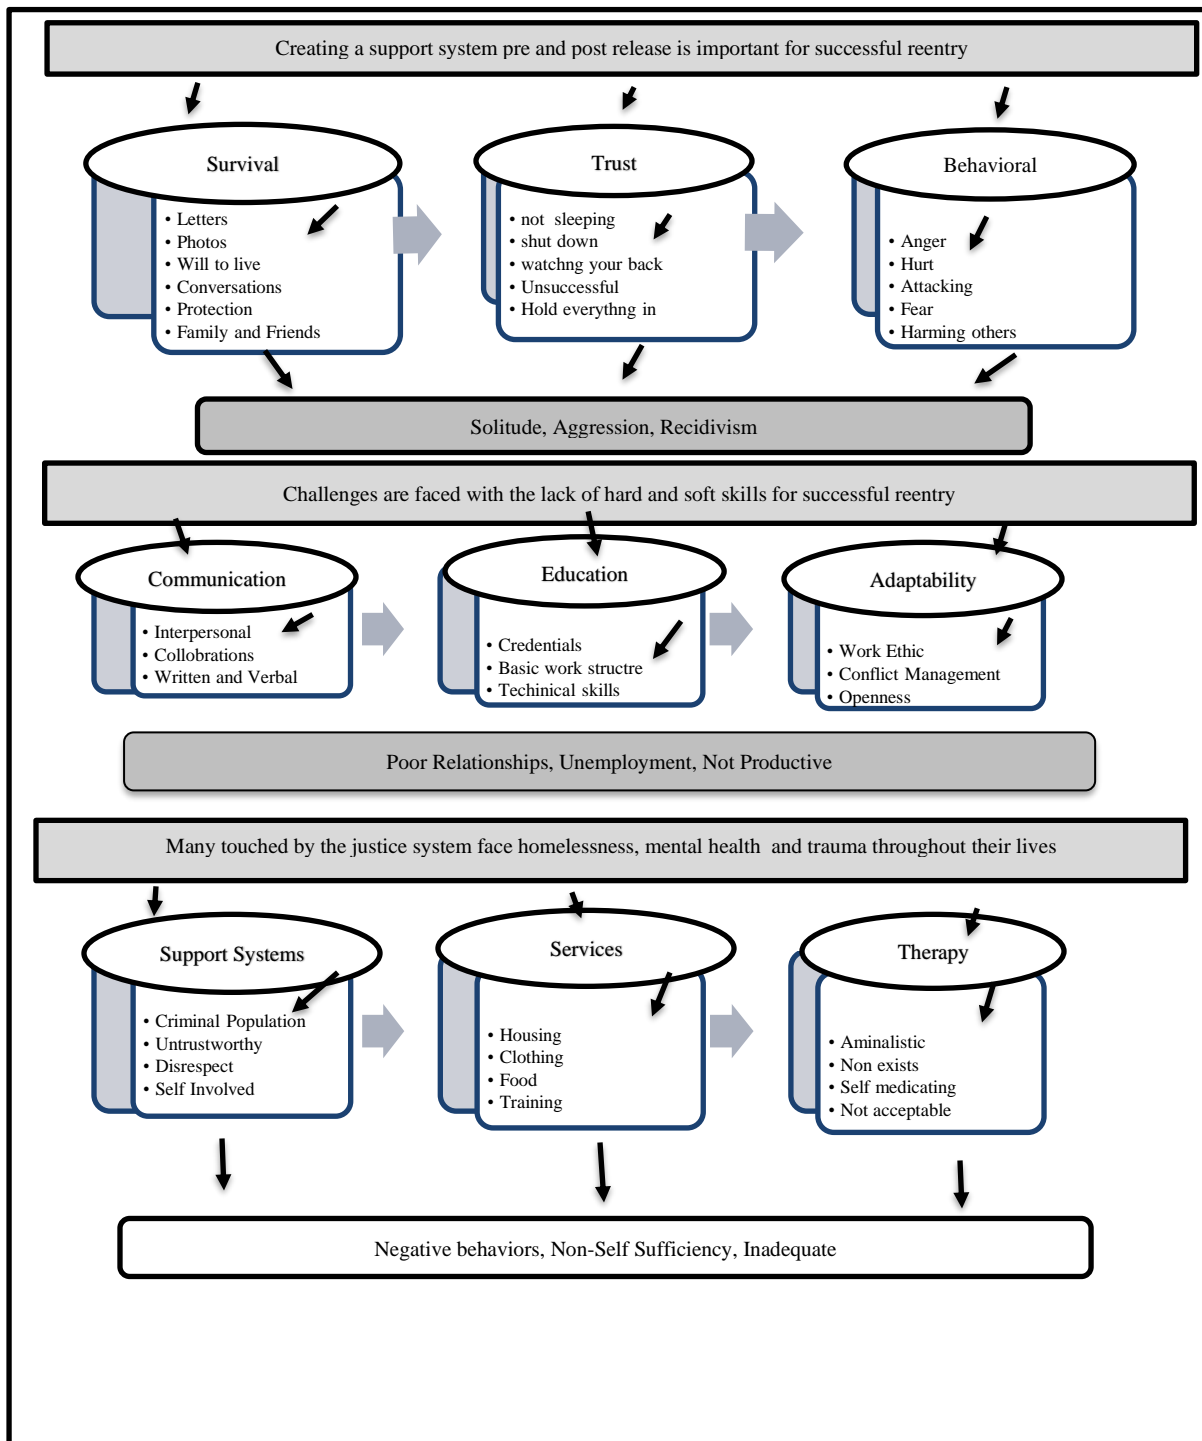 Creating a support system pre and post release is important for successful reentry
Survival
• Letters
• Photos
• Will to live
• Conversations
• Protection
• Family and Friends
Trust
• not sleeping
• shut down
• watchng your back
• Unsuccessful
• Hold everythng in
Behavioral
• Anger
• Hurt
• Attacking
• Fear
• Harming others
Solitude, Aggression, Recidivism
Challenges are faced with the lack of hard and soft skills for successful reentry
Communication
• Interpersonal
• Collobrations
• Written and Verbal
Education
• Credentials
• Basic work structre
• Techinical skills
Adaptability
• Work Ethic
• Conflict Management
• Openness
Poor Relationships, Unemployment, Not Productive
Many touched by the justice system face homelessness, mental health and trauma throughout their lives
Support Systems
• Criminal Population
• Untrustworthy
• Disrespect
• Self Involved
Services
• Housing
• Clothing
• Food
• Training
Therapy
• Aminalistic
• Non exists
• Self medicating
• Not acceptable
Negative behaviors, Non-Self Sufficiency, Inadequate